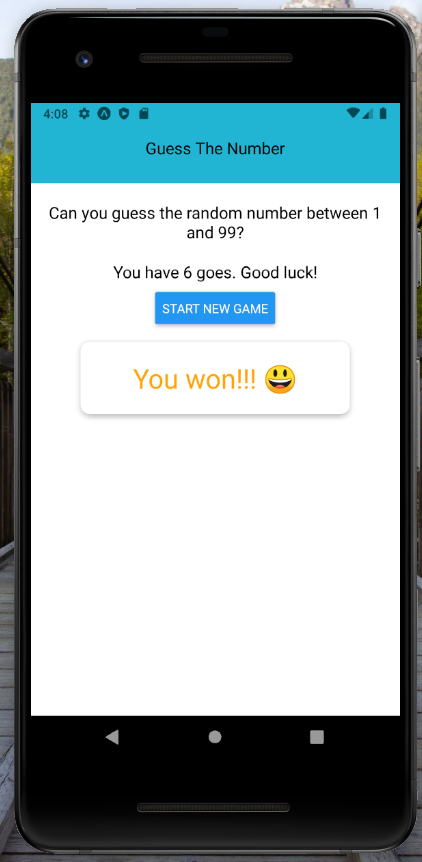 4:08
Guess The Number
Can you guess the random number between 1
and 99?
You have 6 goes. Good luck!
START NEW GAME
You won!!! 😃